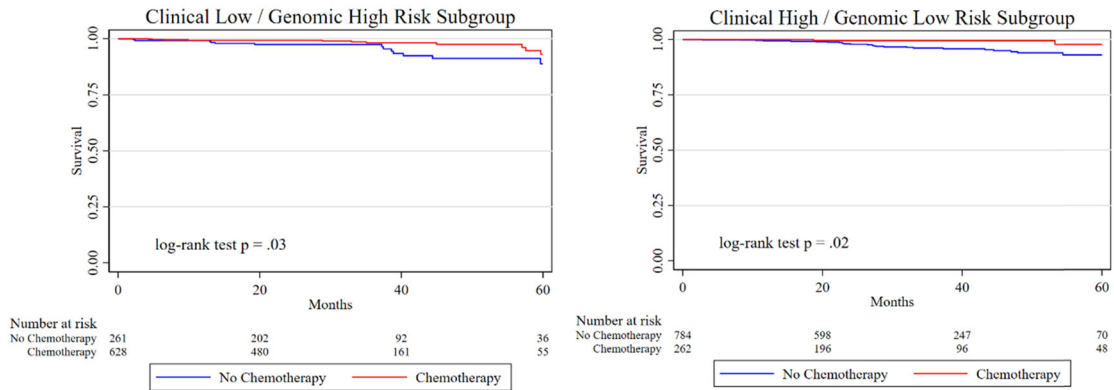 Clinical Low / Genomic High Risk Subgroup
1.00
0.75
0.50
0.25
0.00
Survival
log-rank test p = .03
0 20 40 60
Months
Number at risk
No Chemotherapy 261 202 92 36
Chemotherapy 628 480 161 55
No Chemotherapy Chemotherapy
Clinical High / Genomic Low Risk Subgroup
1.00
0.75
0.50
0.25
0.00
Survival
log-rank test p = .02
0 20 40 60
Months
Number at risk
No Chemotherapy 784 598 247 70
Chemotherapy 262 196 96 48
No Chemotherapy Chemotherapy